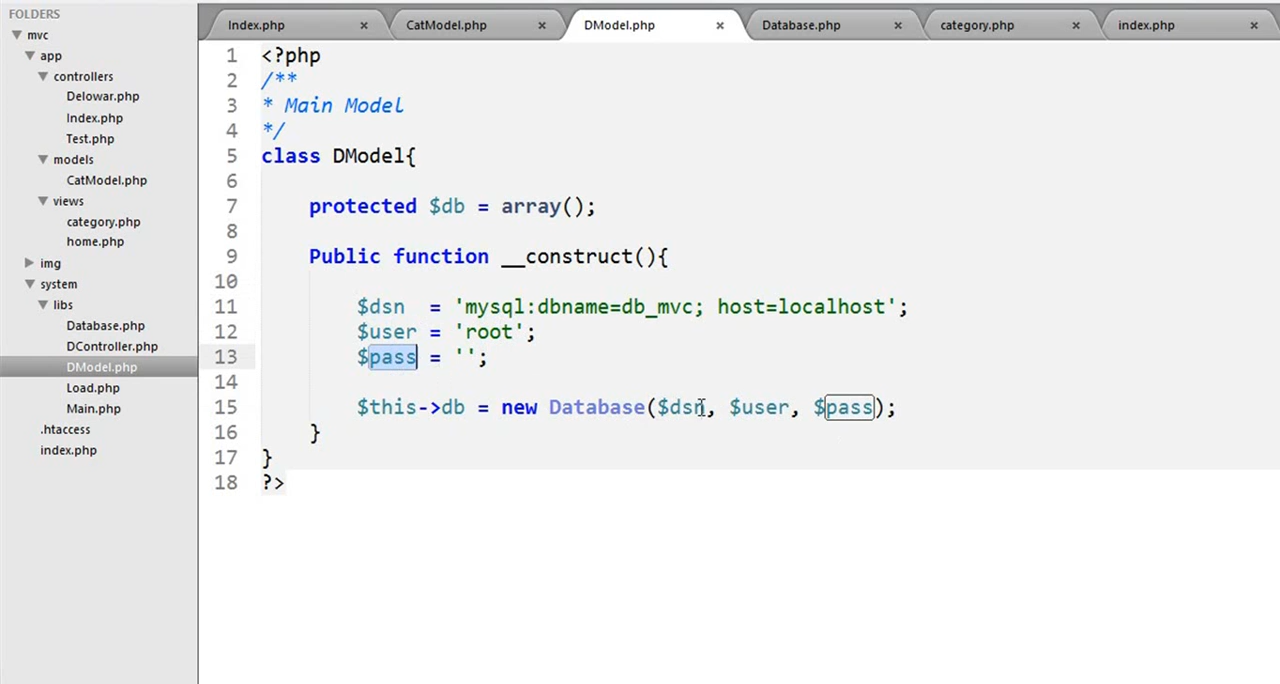 FOLDERS
mvc
app
controllers
Delowar.php
Index.php
Test.php
models
CatModel.php
views
category.php
home.php
img
system
libs
Database.php
DController.php
DModel.php
Load.php
Main.php
.htaccess
index.php
Index.php × CatModel.php × DModel.php × Database.php × category.php × index.php ×
1 <?php
2 /**
3 * Main Model
4 */
5 class DModel{
6
7 protected $db = array();
8
9 Public function __construct(){
10
11 $dsn = 'mysql:dbname=db_mvc; host=localhost';
12 $user = 'root';
13 $pass = '';
14
15 $this->db = new Database($dsn, $user, $pass);
16 }
17 }
18 ?>